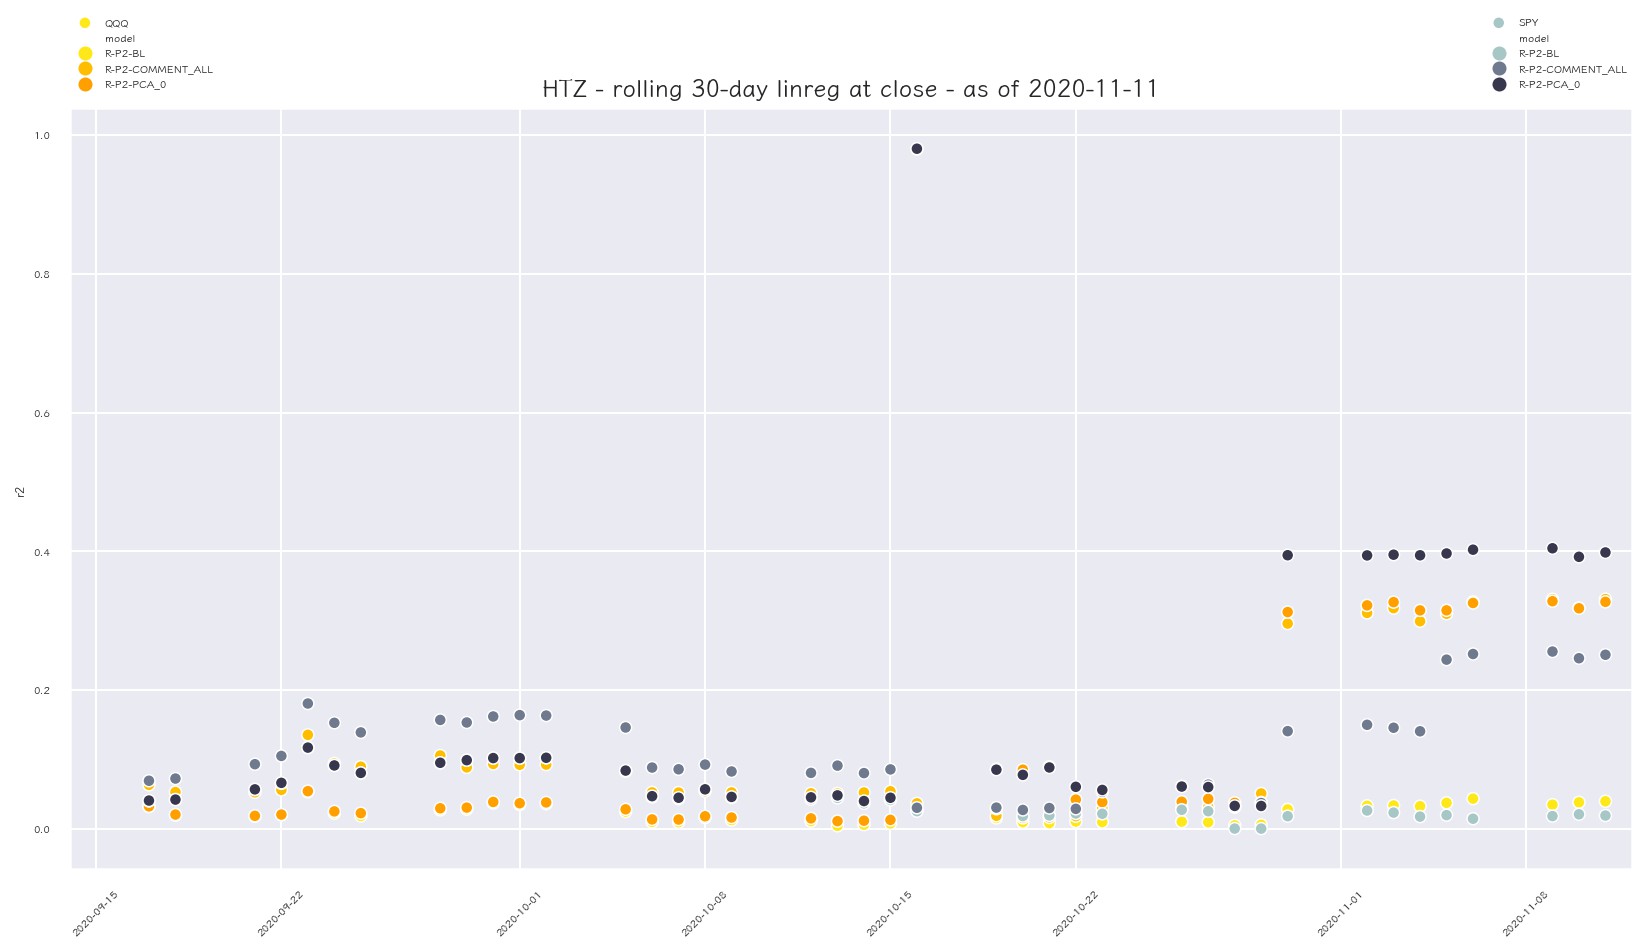 QQQ
model
R-P2-BL
R-P2-COMMENT_ALL
R-P2-PCA_0
SPY
model
R-P2-BL
R-P2-COMMENT_ALL
R-P2-PCA_0
HTZ - rolling 30-day linreg at close - as of 2020-11-11
1.0
0.8
0.6
0.4
0.2
0.0
r2
2020-09-15
2020-09-22
2020-10-01
2020-10-08
2020-10-15
2020-10-22
2020-11-01
2020-11-08